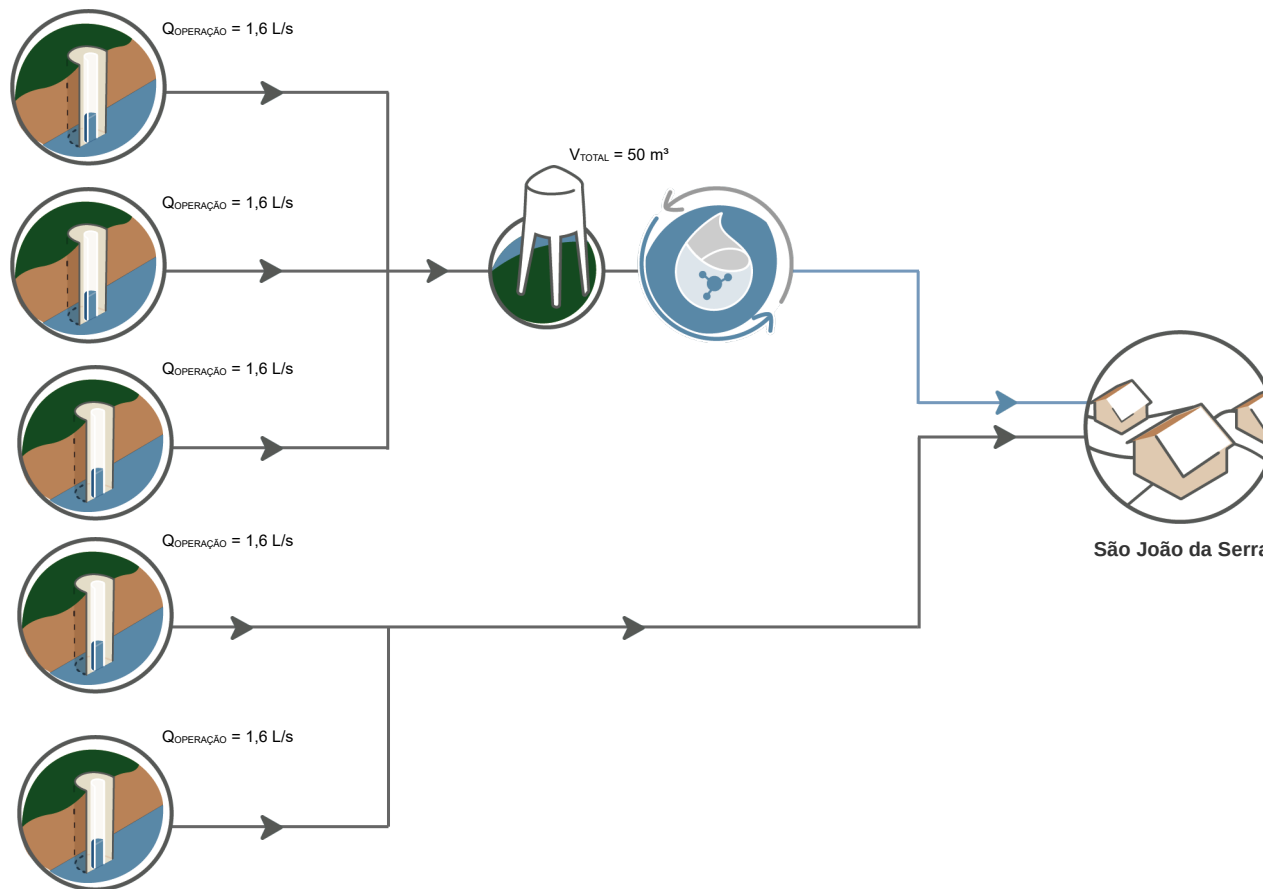 QOPERAÇÃO = 1,6 L/s
VTOTAL = 50 m³
QOPERAÇÃO = 1,6 L/s
QOPERAÇÃO = 1,6 L/s
QOPERAÇÃO = 1,6 L/s
São João da Serra
QOPERAÇÃO = 1,6 L/s